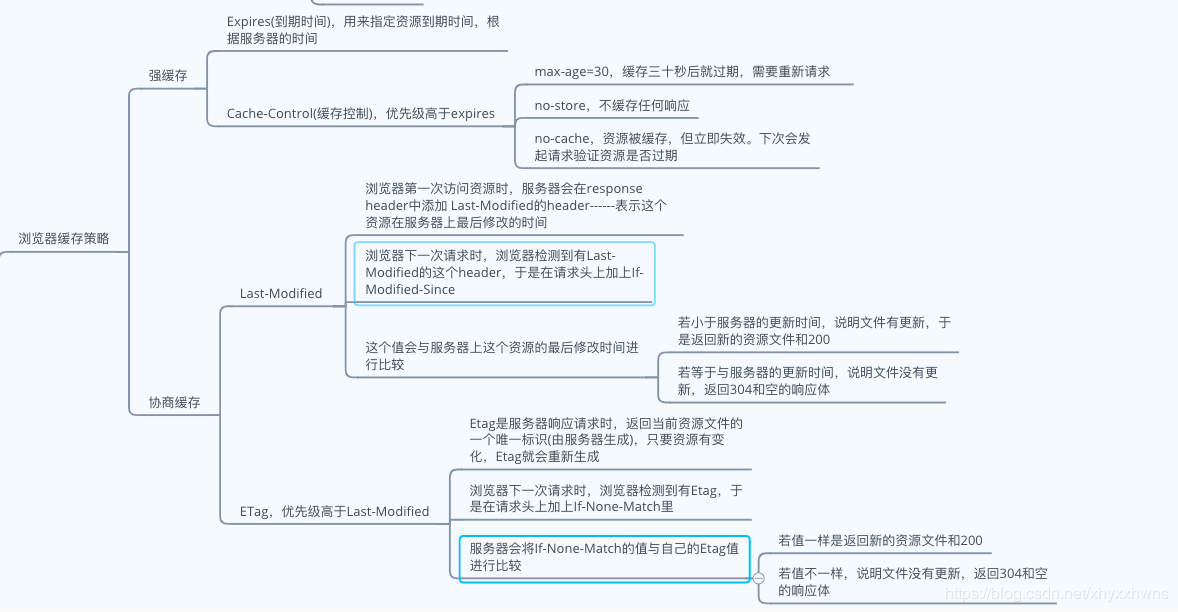 Expires(到期时间)，用来指定资源到期时间，根
据服务器的时间
强缓存
max-age=30，缓存三十秒后就过期，需要重新请求
Cache-Control(缓存控制)，优先级高于expires
no-store，不缓存任何响应
no-cache，资源被缓存，但立即失效。下次会发
起请求验证资源是否过期
浏览器缓存策略
浏览器第一次访问资源时，服务器会在response
header中添加 Last-Modified的header------表示这个
资源在服务器上最后修改的时间
浏览器下一次请求时，浏览器检测到有Last-
Modified的这个header，于是在请求头上加上If-
Modified-Since
Last-Modified
这个值会与服务器上这个资源的最后修改时间进
行比较
若小于服务器的更新时间，说明文件有更新，于
是返回新的资源文件和200
若等于与服务器的更新时间，说明文件没有更
新，返回304和空的响应体
协商缓存
Etag是服务器响应请求时，返回当前资源文件的
一个唯一标识(由服务器生成)，只要资源有变
化，Etag就会重新生成
浏览器下一次请求时，浏览器检测到有Etag，于
是在请求头上加上If-None-Match里
ETag，优先级高于Last-Modified
服务器会将If-None-Match的值与自己的Etag值
进行比较
若值一样是返回新的资源文件和200
若值不一样，说明文件没有更新，返回304和空
的响应体
https://blog.csdn.net/xhyxxhwns